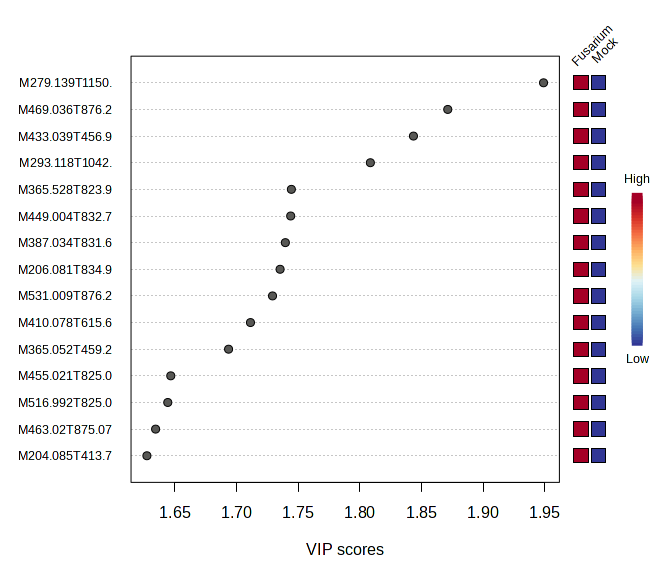 Fusarium
Mock
M279.139T1150.
M469.036T876.2
M433.039T456.9
M293.118T1042.
M365.528T823.9
M449.004T832.7
M387.034T831.6
M206.081T834.9
M531.009T876.2
M410.078T615.6
M365.052T459.2
M455.021T825.0
M516.992T825.0
M463.02T875.07
M204.085T413.7
High
Low
1.65 1.70 1.75 1.80 1.85 1.90 1.95
VIP scores